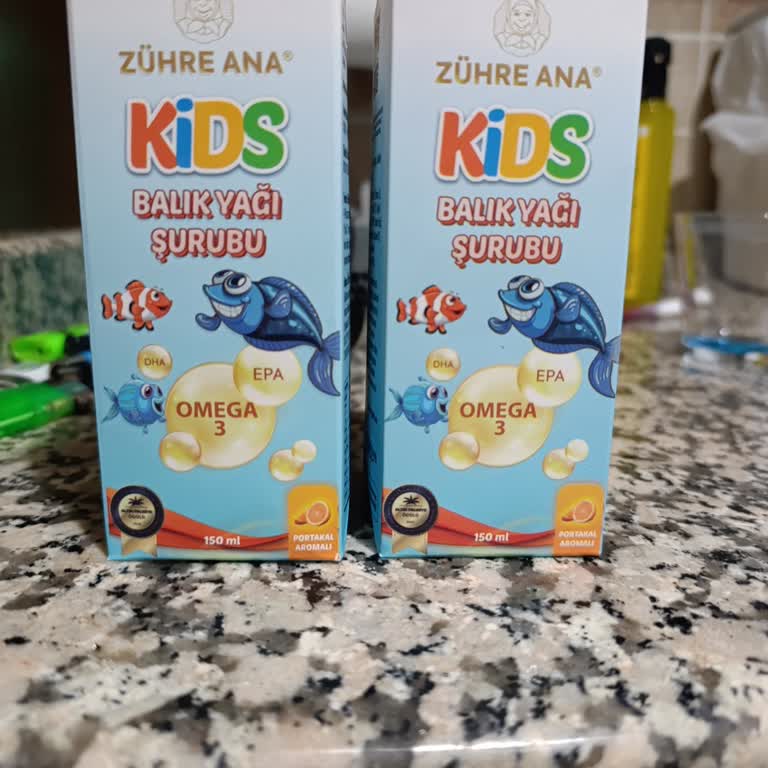 ZÜHRE ANA®
KiDS
BALIK YAĞI
ŞURUBU
DHA
EPA
OMEGA
3
150 ml
PORTAKAL
AROMALI
ZÜHRE ANA®
KiDS
BALIK YAĞI
ŞURUBU
DHA
EPA
OMEGA
3
150 ml
PORTAKAL
AROMALI